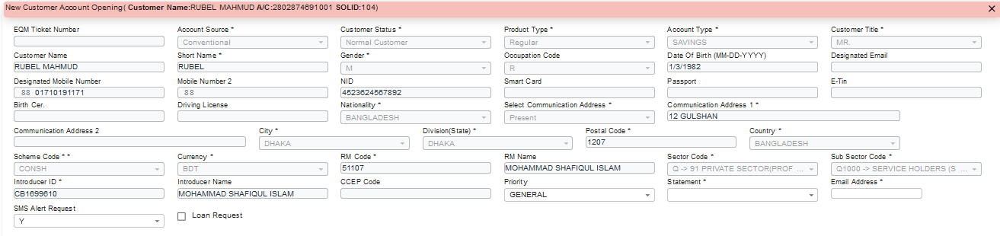 New Customer Account Opening( Customer Name:RUBEL MAHMUD A/C:2802874691001 SOLID:104)
EQM Ticket Number Account Source * Customer Status * Product Type * Account Type * Customer Title *
Conventional Normal Customer Regular SAVINGS MR.
Customer Name Short Name * Gender * Occupation Code Date Of Birth (MM-DD-YYYY) Designated Email
RUBEL MAHMUD RUBEL M R 1/3/1982
Designated Mobile Number Mobile Number 2 NID Smart Card Passport E-Tin
88 01710191171 88 4523624567892
Birth Cer. Driving License Nationality * Select Communication Address * Communication Address 1 *
BANGLADESH Present 12 GULSHAN
Communication Address 2 City * Division(State) * Postal Code * Country *
DHAKA DHAKA 1207 BANGLADESH
Scheme Code * * Currency * RM Code * RM Name Sector Code * Sub Sector Code *
CONSH BDT 51107 MOHAMMAD SHAFIQUL ISLAM Q -> 91 PRIVATE SECTOR(PROF ... Q1000 -> SERVICE HOLDERS (S ...
Introducer ID * Introducer Name CCEP Code Priority Statement * Email Address *
CB1699610 MOHAMMAD SHAFIQUL ISLAM GENERAL
SMS Alert Request
Y Loan Request